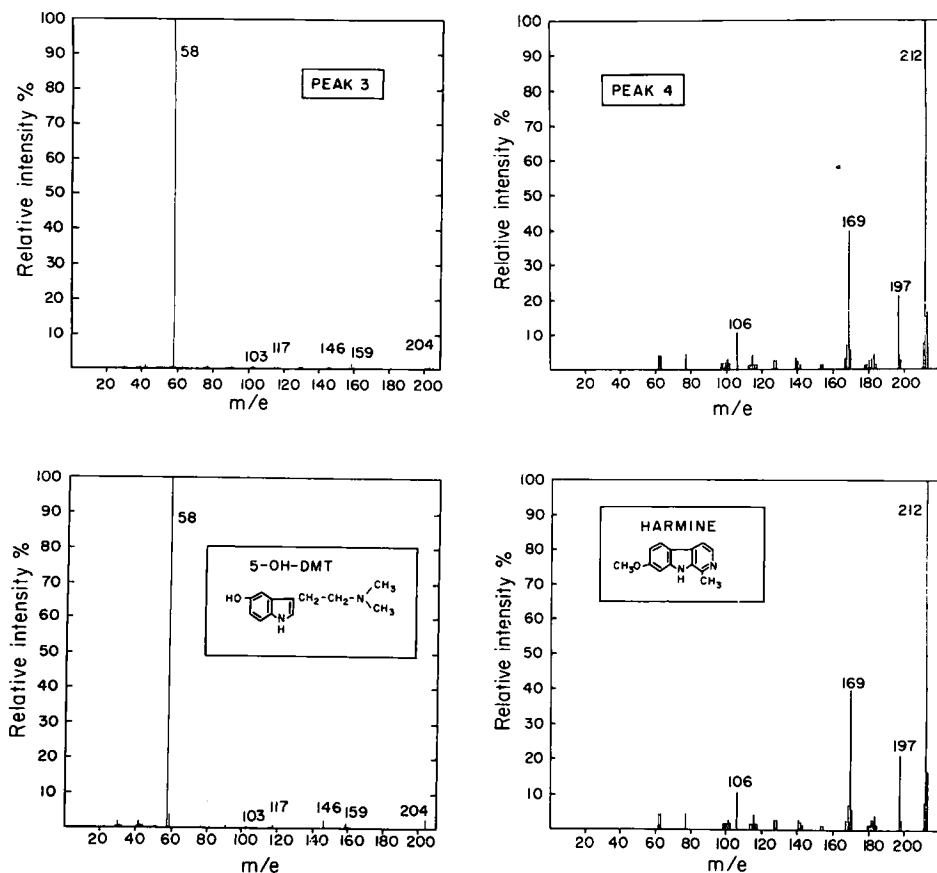 100
90
80
70
60
50
40
30
20
10
Relative intensity %
58
PEAK 3
103
117
146
159
204
20 40 60 80 100 120 140 160 180 200
m/e
100
90
80
70
60
50
40
30
20
10
Relative intensity %
212
PEAK 4
169
197
106
20 40 60 80 100 120 140 160 180 200
m/e
100
90
80
70
60
50
40
30
20
10
Relative intensity %
58
5-OH-DMT
HO
CH2-CH2-N
CH3
CH3
N
H
103
117
146
159
204
20 40 60 80 100 120 140 160 180 200
m/e
100
90
80
70
60
50
40
30
20
10
Relative intensity %
212
HARMINE
CH3O
N
H
N
CH3
169
197
106
20 40 60 80 100 120 140 160 180 200
m/e